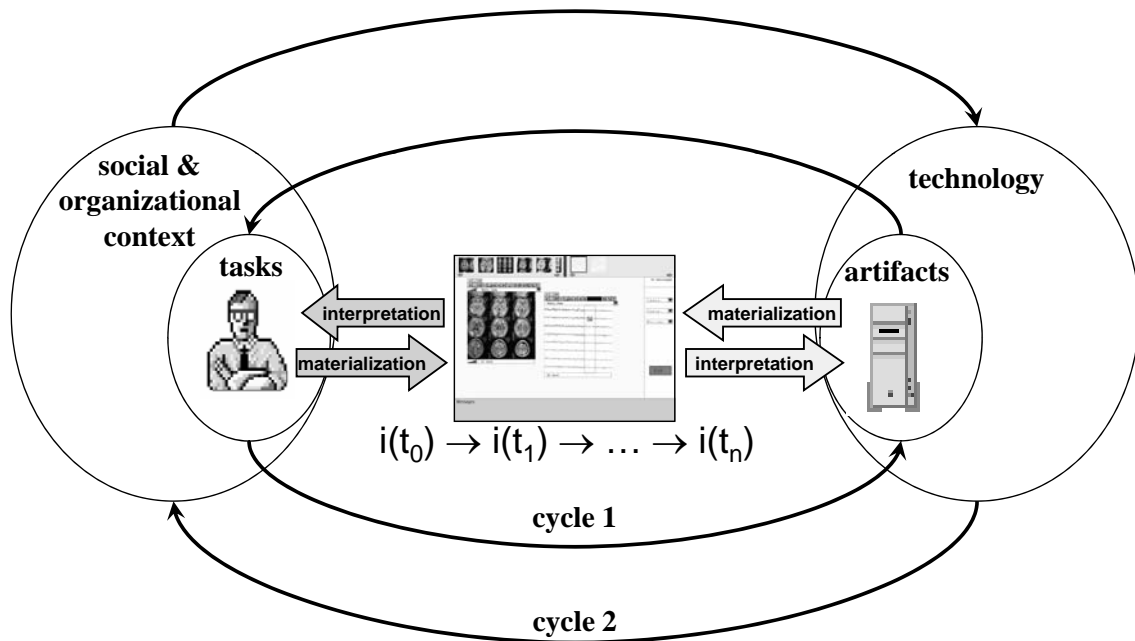 social &
organizational
context
technology
tasks
artifacts
interpretation
materialization
materialization
interpretation
i(t0) → i(t1) → … → i(tn)
cycle 1
cycle 2